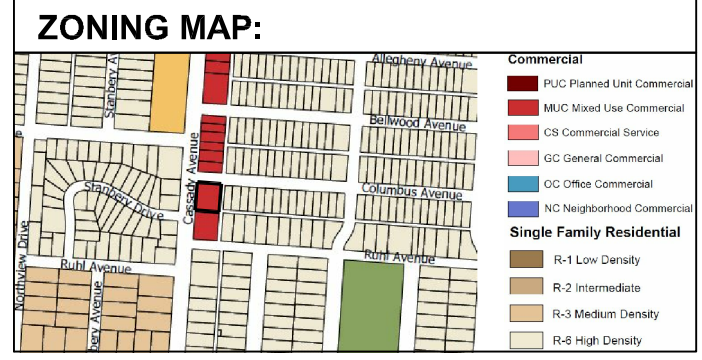 ZONING MAP:
Stanbery A
Allegheny Avenue
Bellwood Avenue
Cassady Avenue
Columbus Avenue
Stanbery Drive
Ruhl Avenue
Northview Drive
Ruhl Avenue
bery Avenue
Commercial
PUC Planned Unit Commercial
MUC Mixed Use Commercial
CS Commercial Service
GC General Commercial
OC Office Commercial
NC Neighborhood Commercial
Single Family Residential
R-1 Low Density
R-2 Intermediate
R-3 Medium Density
R-6 High Density